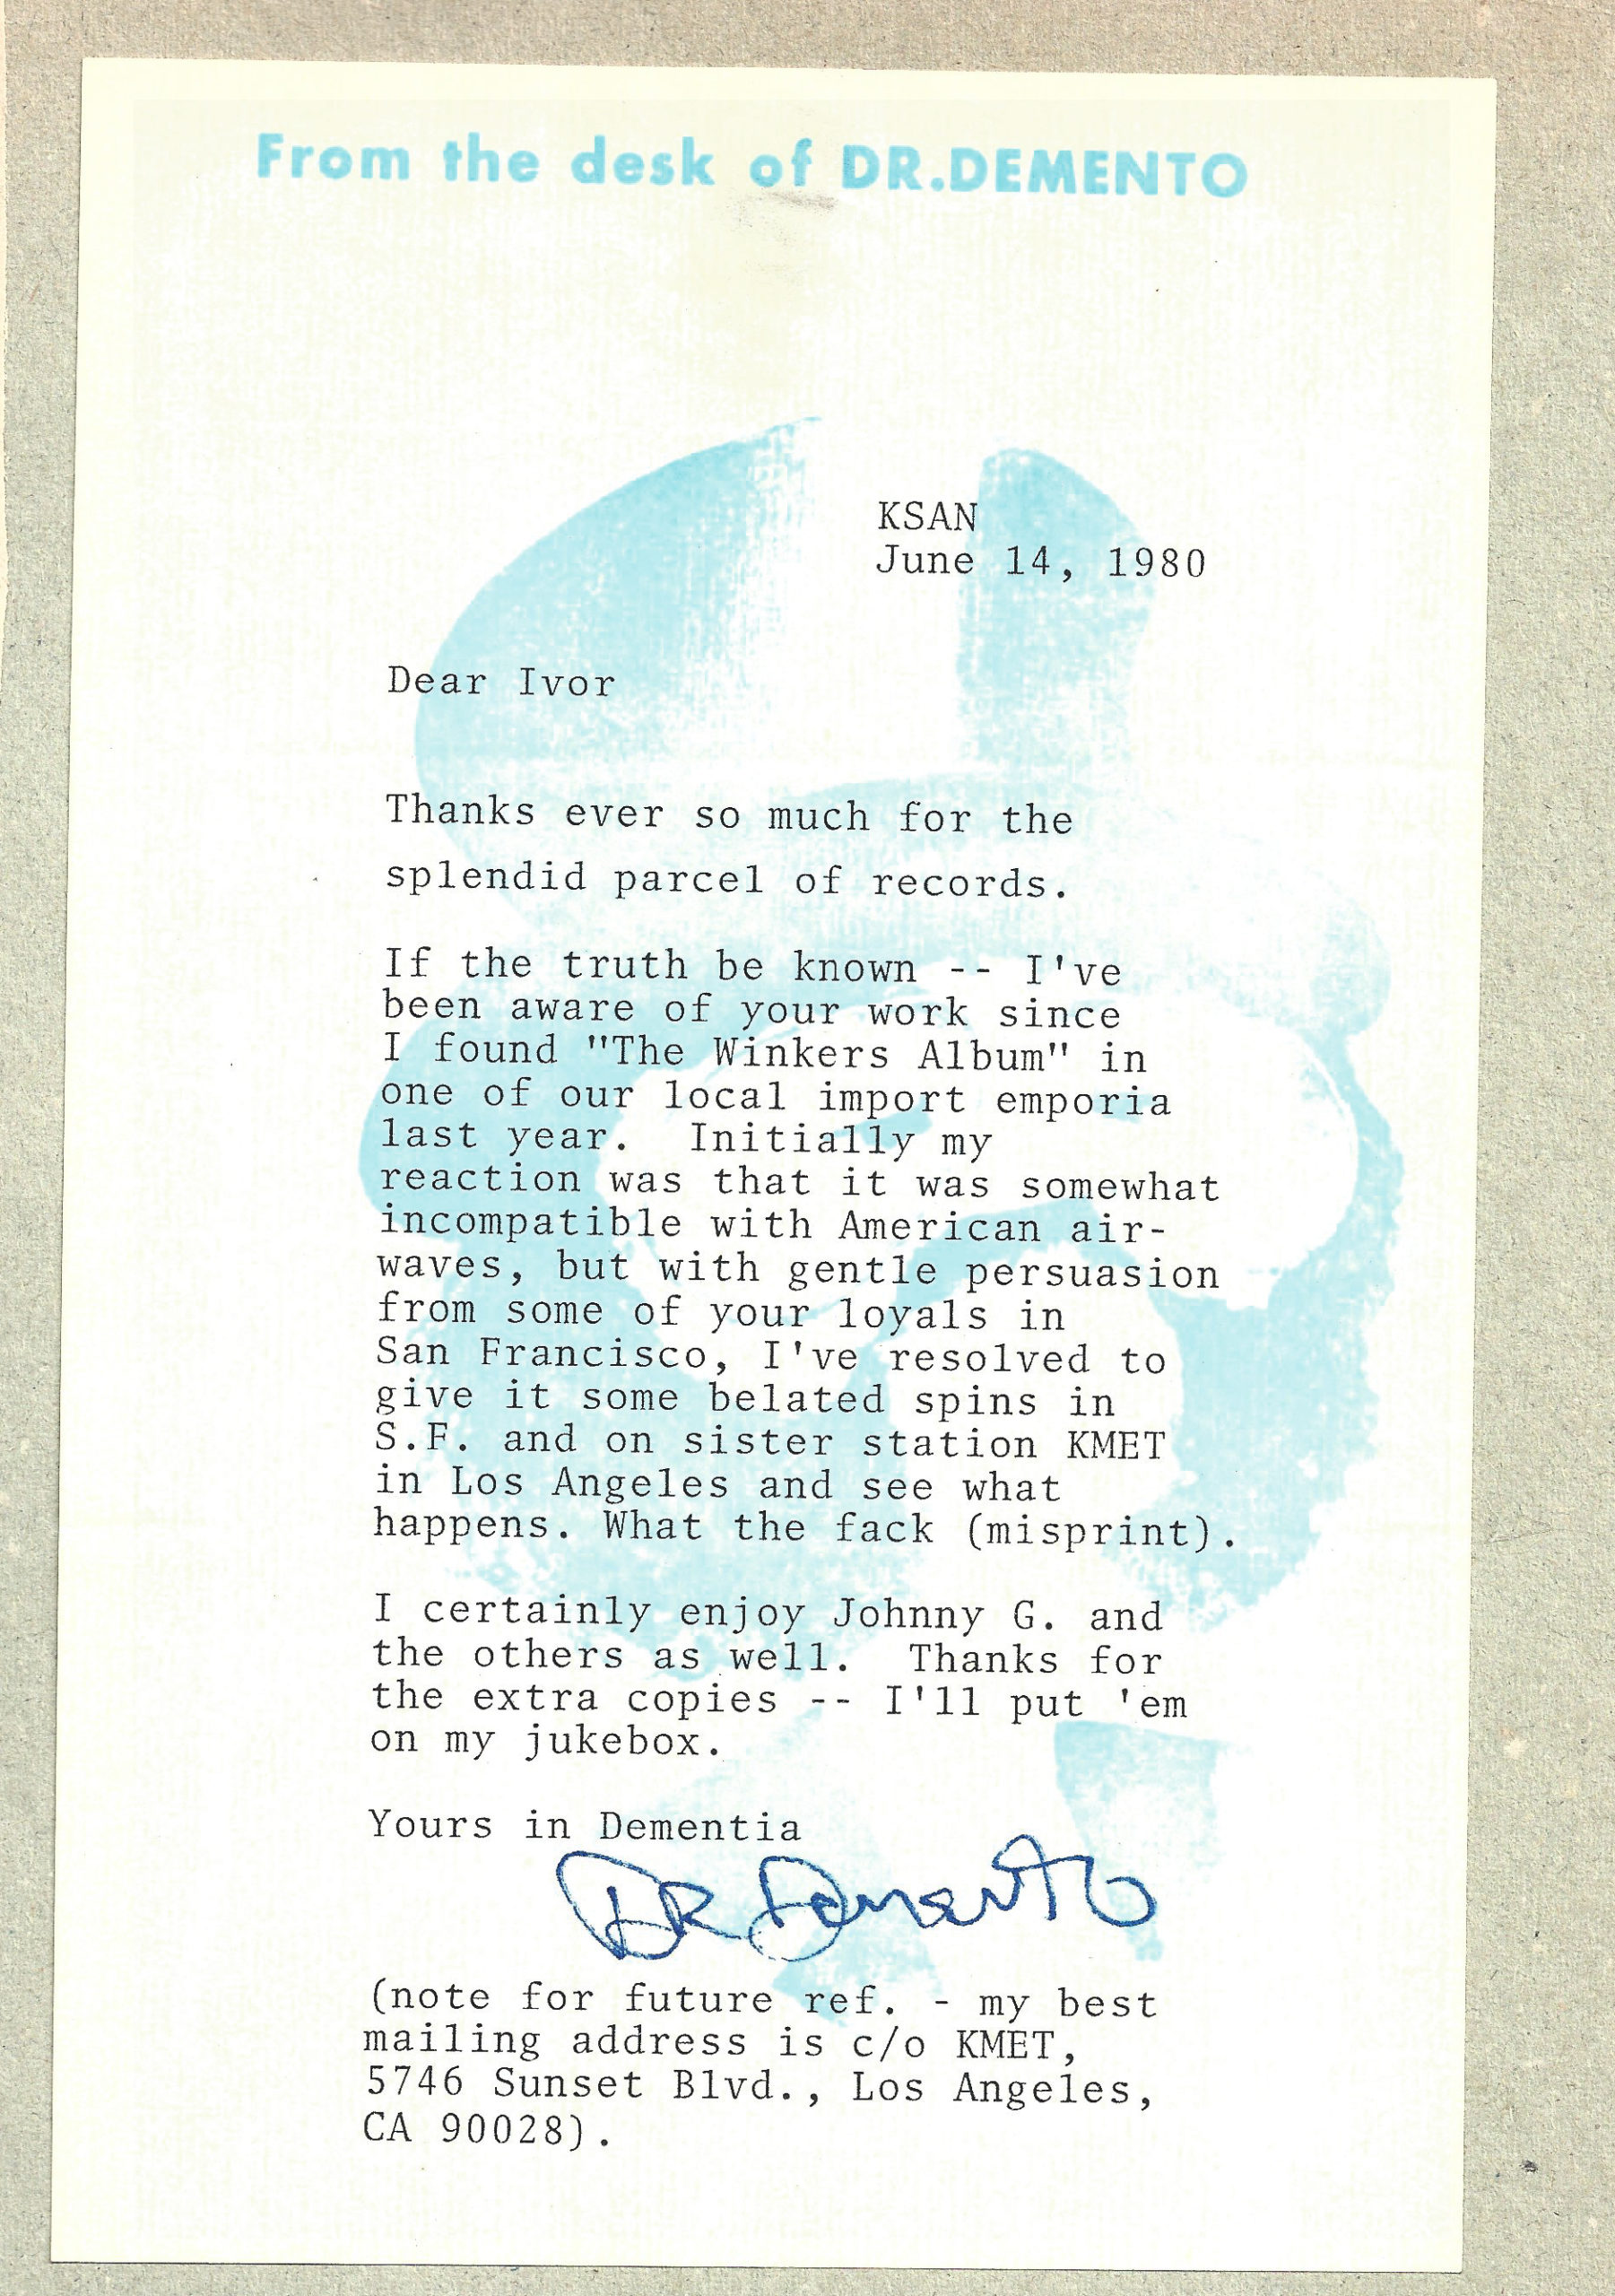 From the desk of DR.DEMENTO
KSAN
June 14, 1980
Dear Ivor
Thanks ever so much for the
splendid parcel of records.
If the truth be known -- I've
been aware of your work since
I found "The Winkers Album" in
one of our local import emporia
last year.  Initially my
reaction was that it was somewhat
incompatible with American air-
waves, but with gentle persuasion
from some of your loyals in
San Francisco, I've resolved to
give it some belated spins in
S.F. and on sister station KMET
in Los Angeles and see what
happens. What the fack (misprint).
I certainly enjoy Johnny G. and
the others as well.  Thanks for
the extra copies -- I'll put 'em
on my jukebox.
Yours in Dementia
DR Demento
(note for future ref. - my best
mailing address is c/o KMET,
5746 Sunset Blvd., Los Angeles,
CA 90028).